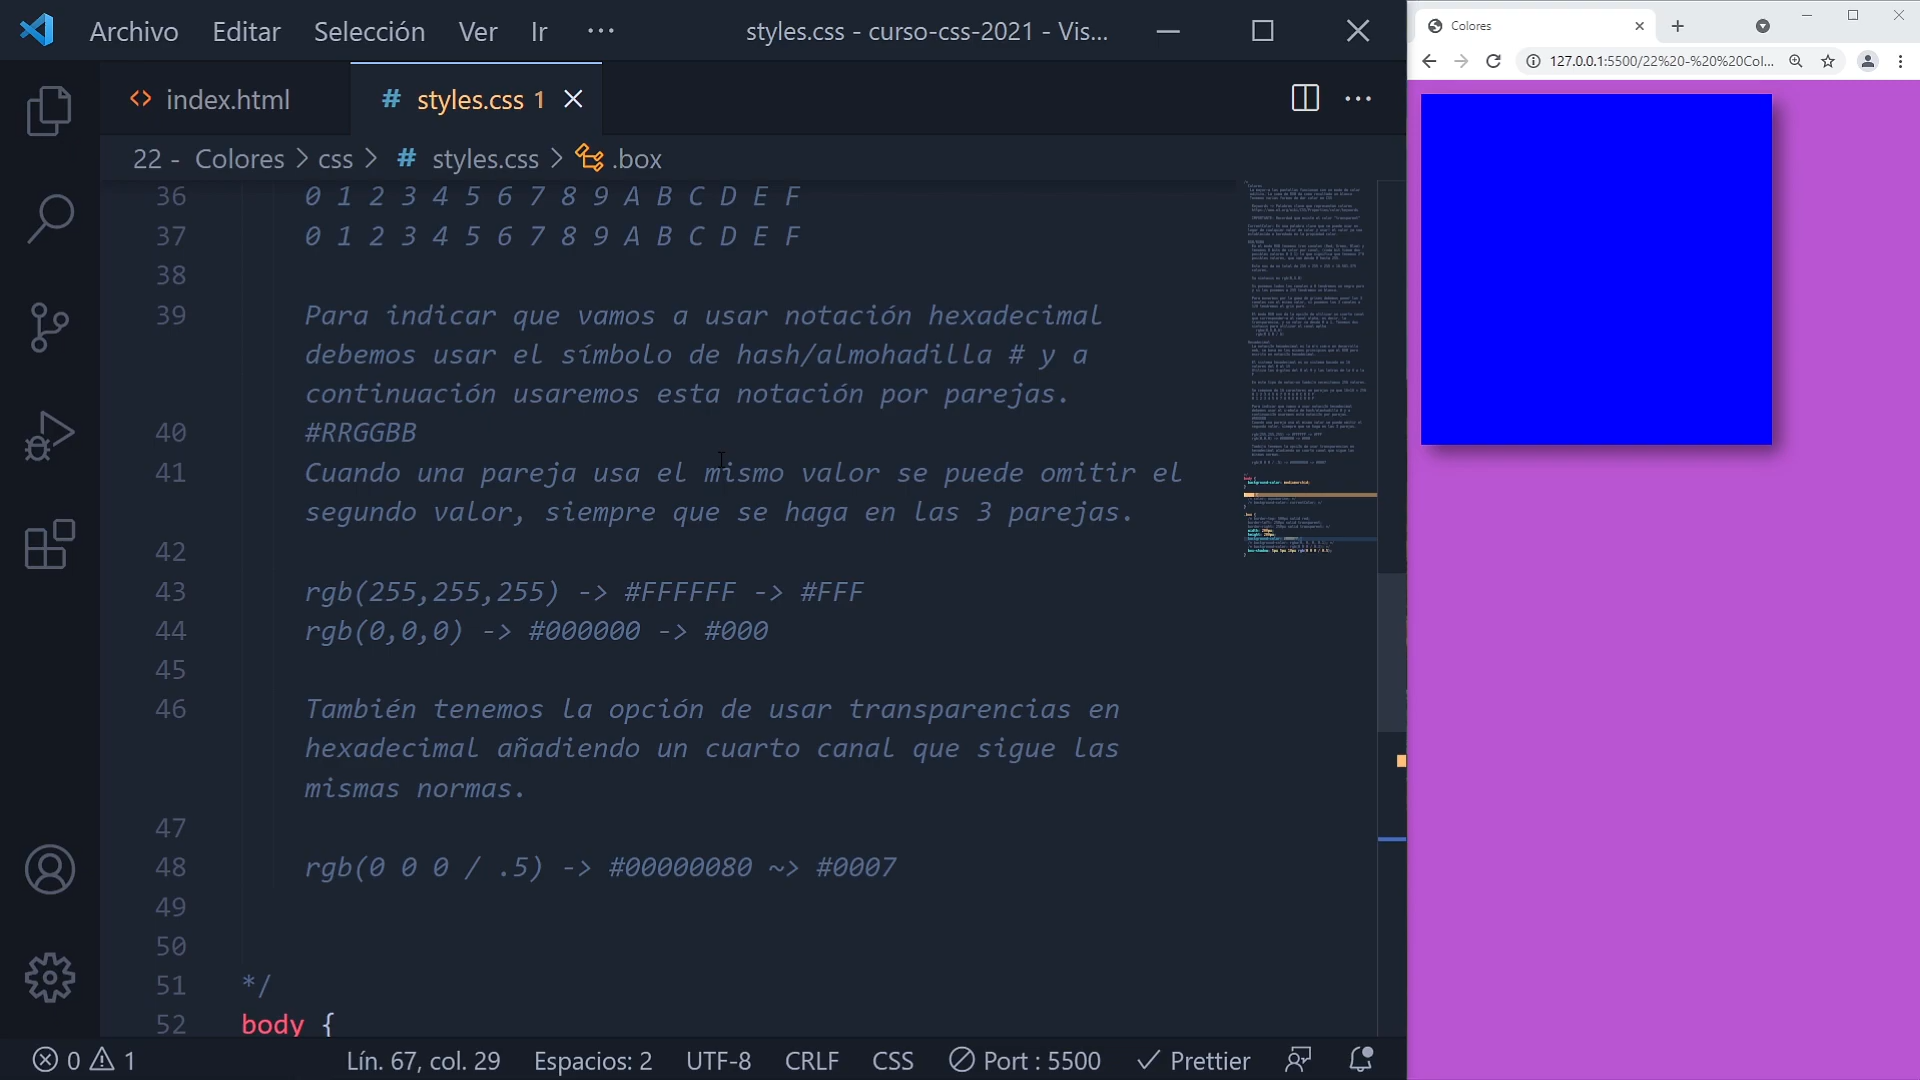 Archivo Editar Selección Ver Ir ··· styles.css - curso-css-2021 - Vis...
index.html # styles.css 1
22 - Colores > css > # styles.css > .box
36 0 1 2 3 4 5 6 7 8 9 A B C D E F
37 0 1 2 3 4 5 6 7 8 9 A B C D E F
38
39 Para indicar que vamos a usar notación hexadecimal
debemos usar el símbolo de hash/almohadilla # y a
continuación usaremos esta notación por parejas.
40 #RRGGBB
41 Cuando una pareja usa el mismo valor se puede omitir el
segundo valor, siempre que se haga en las 3 parejas.
42
43 rgb(255,255,255) -> #FFFFFF -> #FFF
44 rgb(0,0,0) -> #000000 -> #000
45
46 También tenemos la opción de usar transparencias en
hexadecimal añadiendo un cuarto canal que sigue las
mismas normas.
47
48 rgb(0 0 0 / .5) -> #00000080 ~> #0007
49
50
51 */
52 body {
0 1 Lín. 67, col. 29 Espacios: 2 UTF-8 CRLF CSS Port : 5500 Prettier
Colores
127.0.0.1:5500/22%20-%20%20Col...